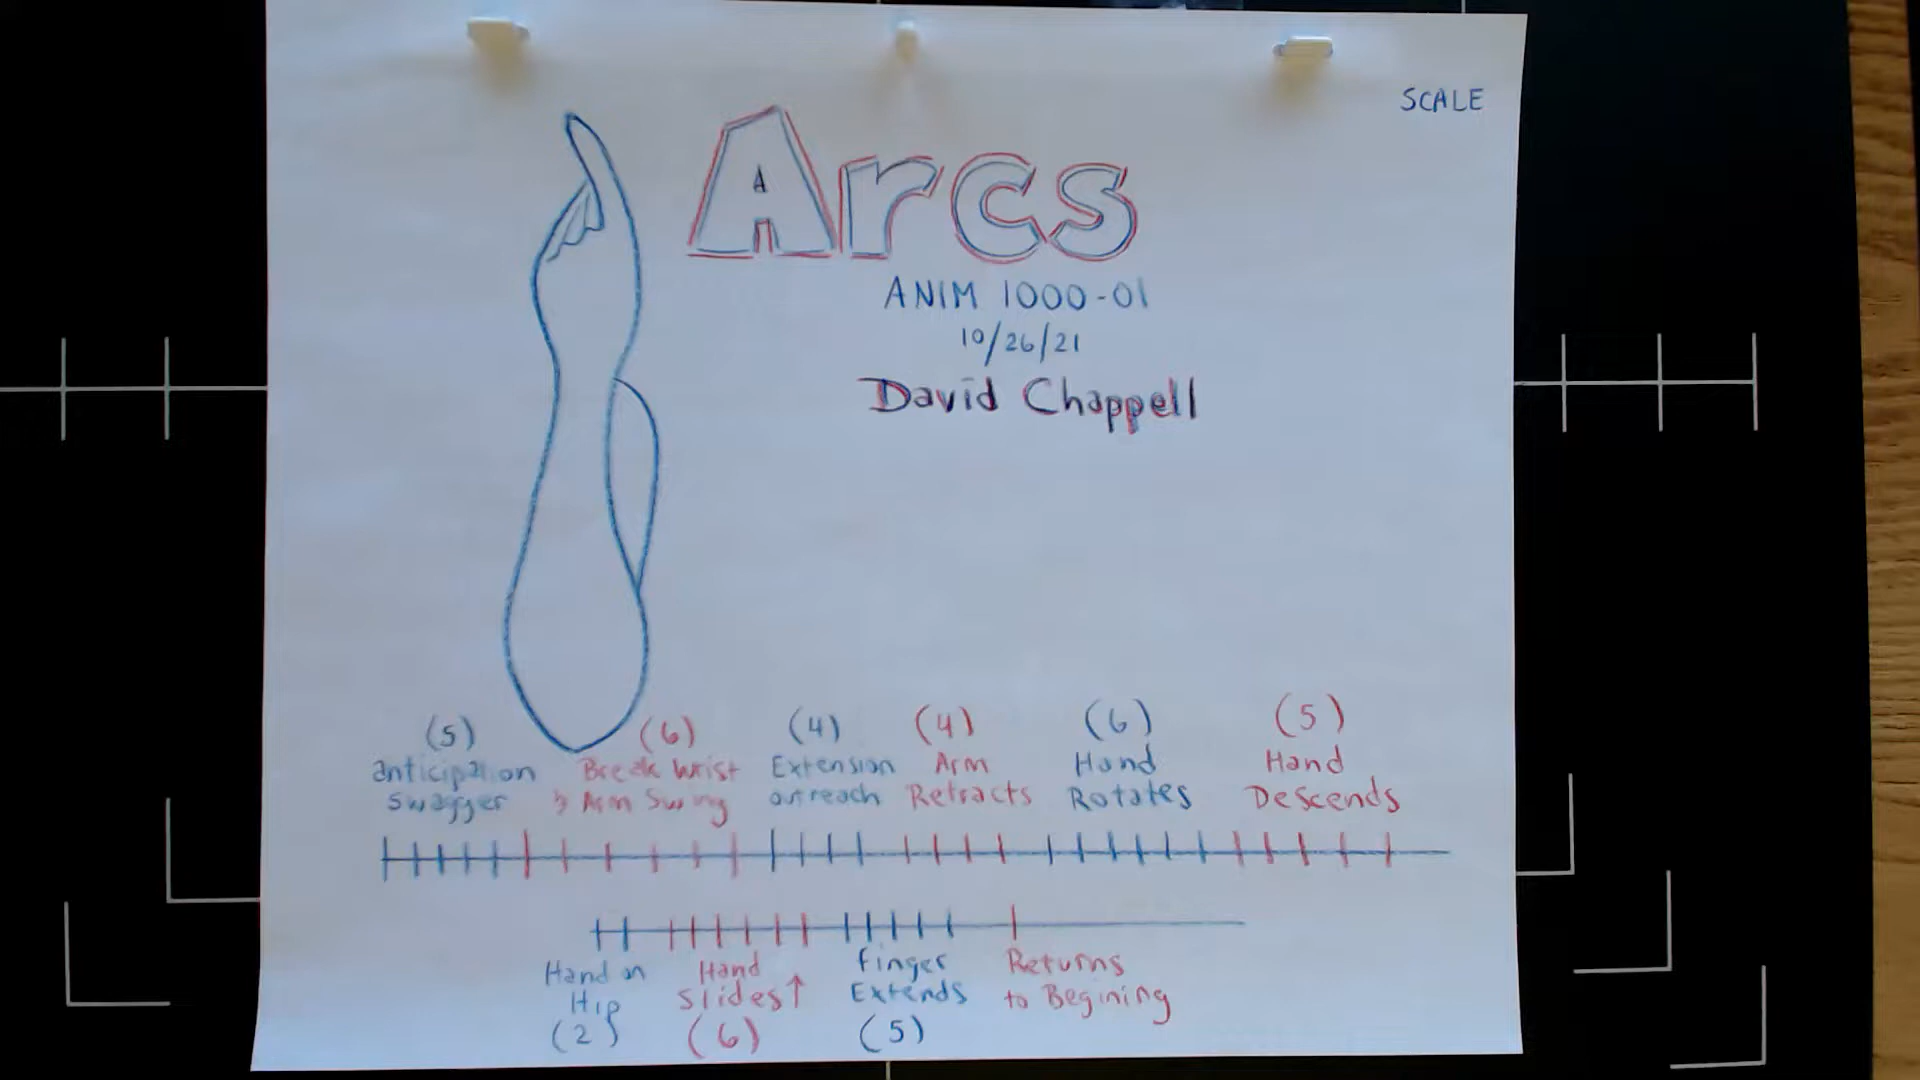 SCALE
Arcs
ANIM 1000-01
10/26/21
David Chappell
(5) (6) (4) (4) (6) (5)
anticipation Break Wrist Extension Arm Hand Hand
swagger & Arm Swing outreach Retracts Rotates Descends
Hand on Hand finger Returns
Hip Slides↑ Extends to Begining
(2) (6) (5)